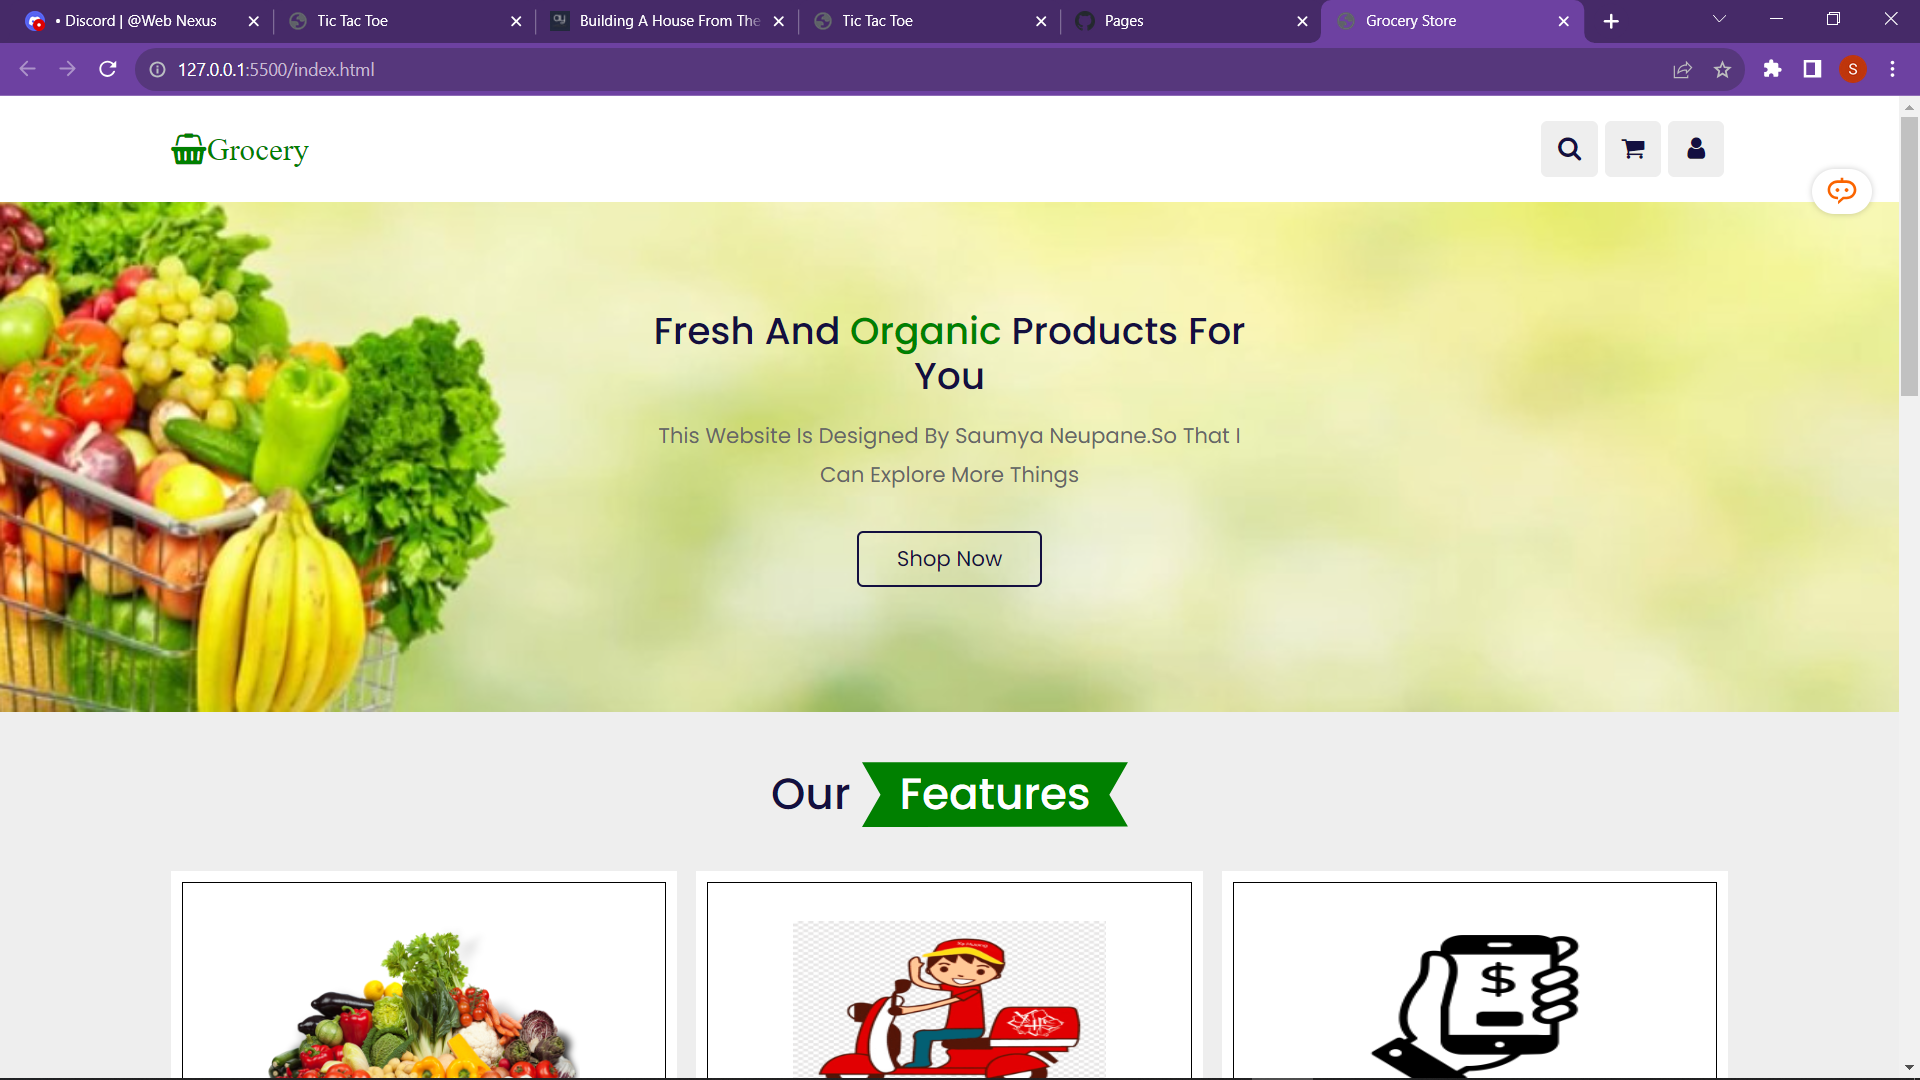 • Discord | @Web Nexus
Tic Tac Toe
Building A House From The
Tic Tac Toe
Pages
Grocery Store
127.0.0.1:5500/index.html
S
Grocery
Fresh And Organic Products For
You
This Website Is Designed By Saumya Neupane.So That I
Can Explore More Things
Shop Now
Our Features
$